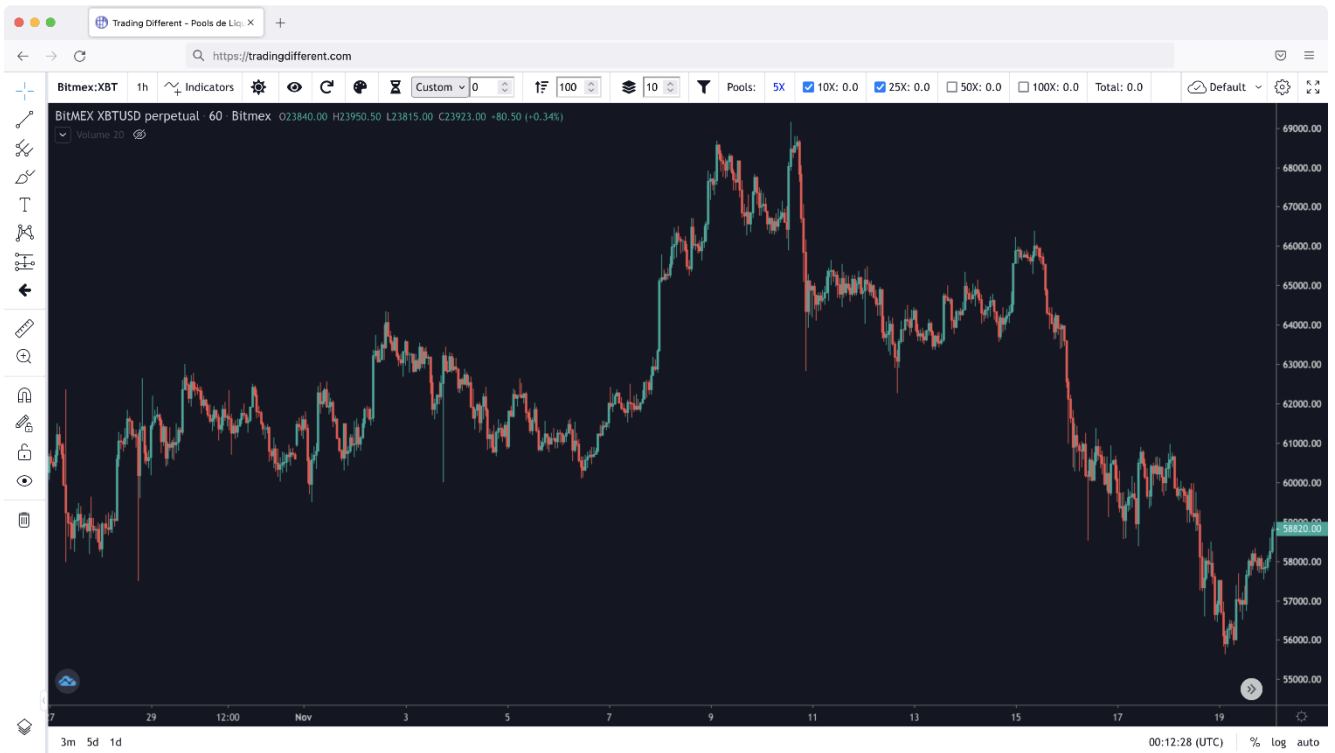 Trading Different - Pools de Liqu
https://tradingdifferent.com
Bitmex:XBT 1h Indicators Custom 0 100 10 Pools: 5X 10X: 0.0 25X: 0.0 50X: 0.0 100X: 0.0 Total: 0.0 Default
BitMEX XBTUSD perpetual · 60 · Bitmex O23840.00 H23950.50 L23815.00 C23923.00 +80.50 (+0.34%)
Volume 20
69000.00
68000.00
67000.00
66000.00
65000.00
64000.00
63000.00
62000.00
61000.00
60000.00
59000.00
58820.00
58000.00
57000.00
56000.00
55000.00
27 29 12:00 Nov 3 5 7 9 11 13 15 17 19
3m 5d 1d 00:12:28 (UTC) % log auto